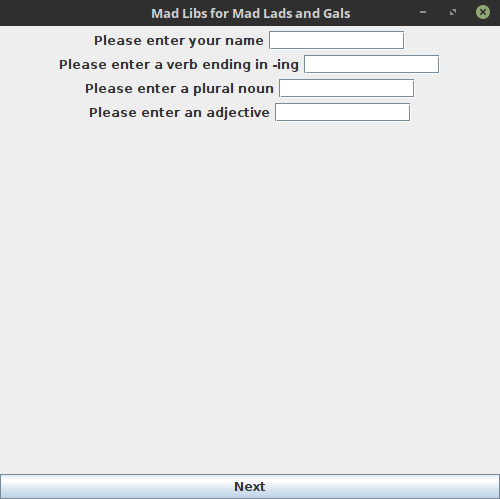 Mad Libs for Mad Lads and Gals
Please enter your name
Please enter a verb ending in -ing
Please enter a plural noun
Please enter an adjective
Next